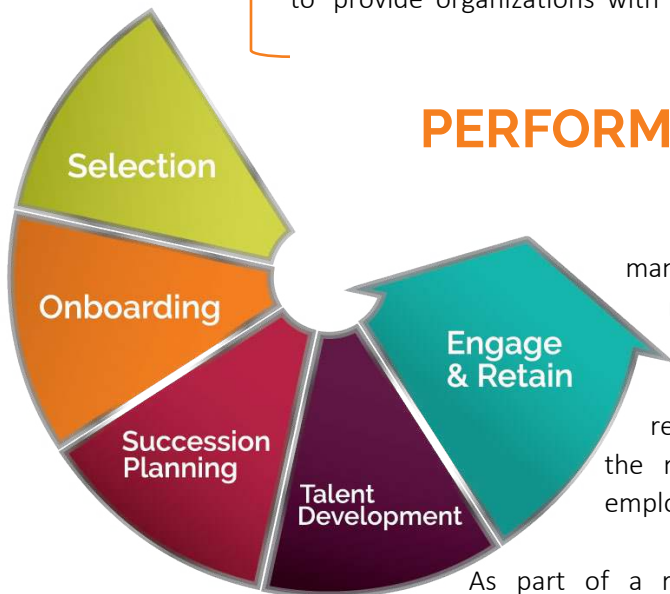 to provide organizations with
PERFORM
Selection
Onboarding
Succession
Planning
Talent
Development
Engage
& Retain
man
re
the r
emplo
As part of a r